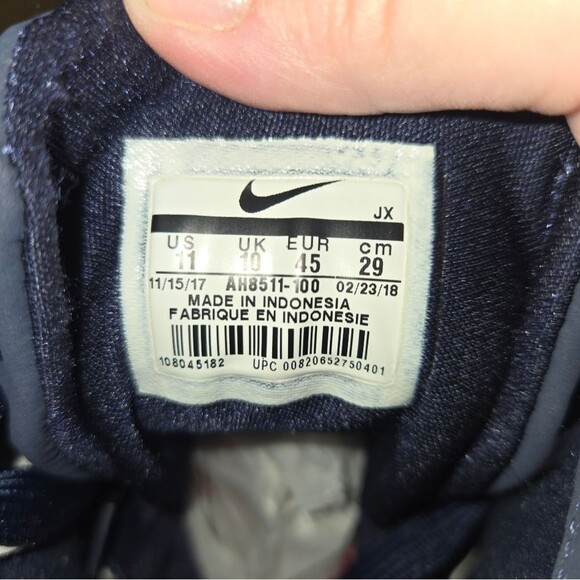 JX
US UK EUR cm
11 10 45 29
11/15/17 AH8511-100 02/23/18
MADE IN INDONESIA
FABRIQUE EN INDONESIE
108045182 UPC 00820652750401